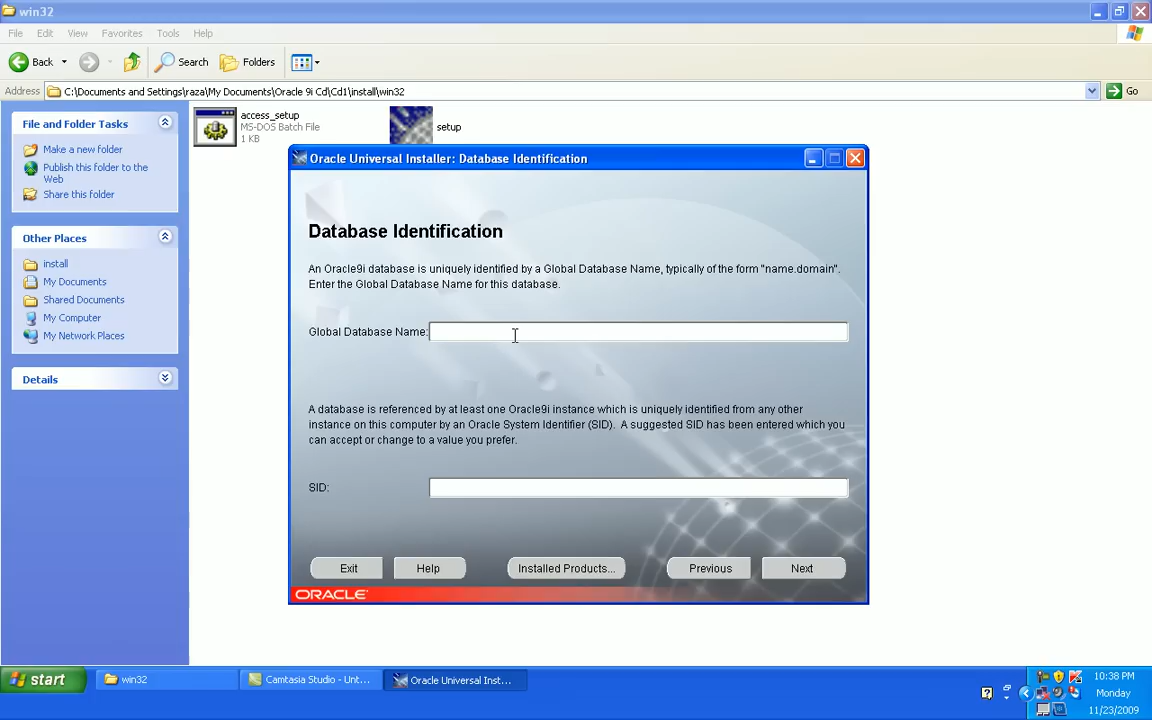 win32
File Edit View Favorites Tools Help
Back Search Folders
Address C:\Documents and Settings\raza\My Documents\Oracle 9i Cd\Cd1\install\win32 Go
File and Folder Tasks
Make a new folder
Publish this folder to the
Web
Share this folder
Other Places
install
My Documents
Shared Documents
My Computer
My Network Places
Details
access_setup
MS-DOS Batch File
1 KB
setup
Oracle Universal Installer: Database Identification
Database Identification
An Oracle9i database is uniquely identified by a Global Database Name, typically of the form "name.domain".
Enter the Global Database Name for this database.
Global Database Name:
A database is referenced by at least one Oracle9i instance which is uniquely identified from any other
instance on this computer by an Oracle System Identifier (SID). A suggested SID has been entered which you
can accept or change to a value you prefer.
SID:
Exit Help Installed Products... Previous Next
ORACLE
start win32 Camtasia Studio - Unt... Oracle Universal Inst...
10:38 PM
Monday
11/23/2009